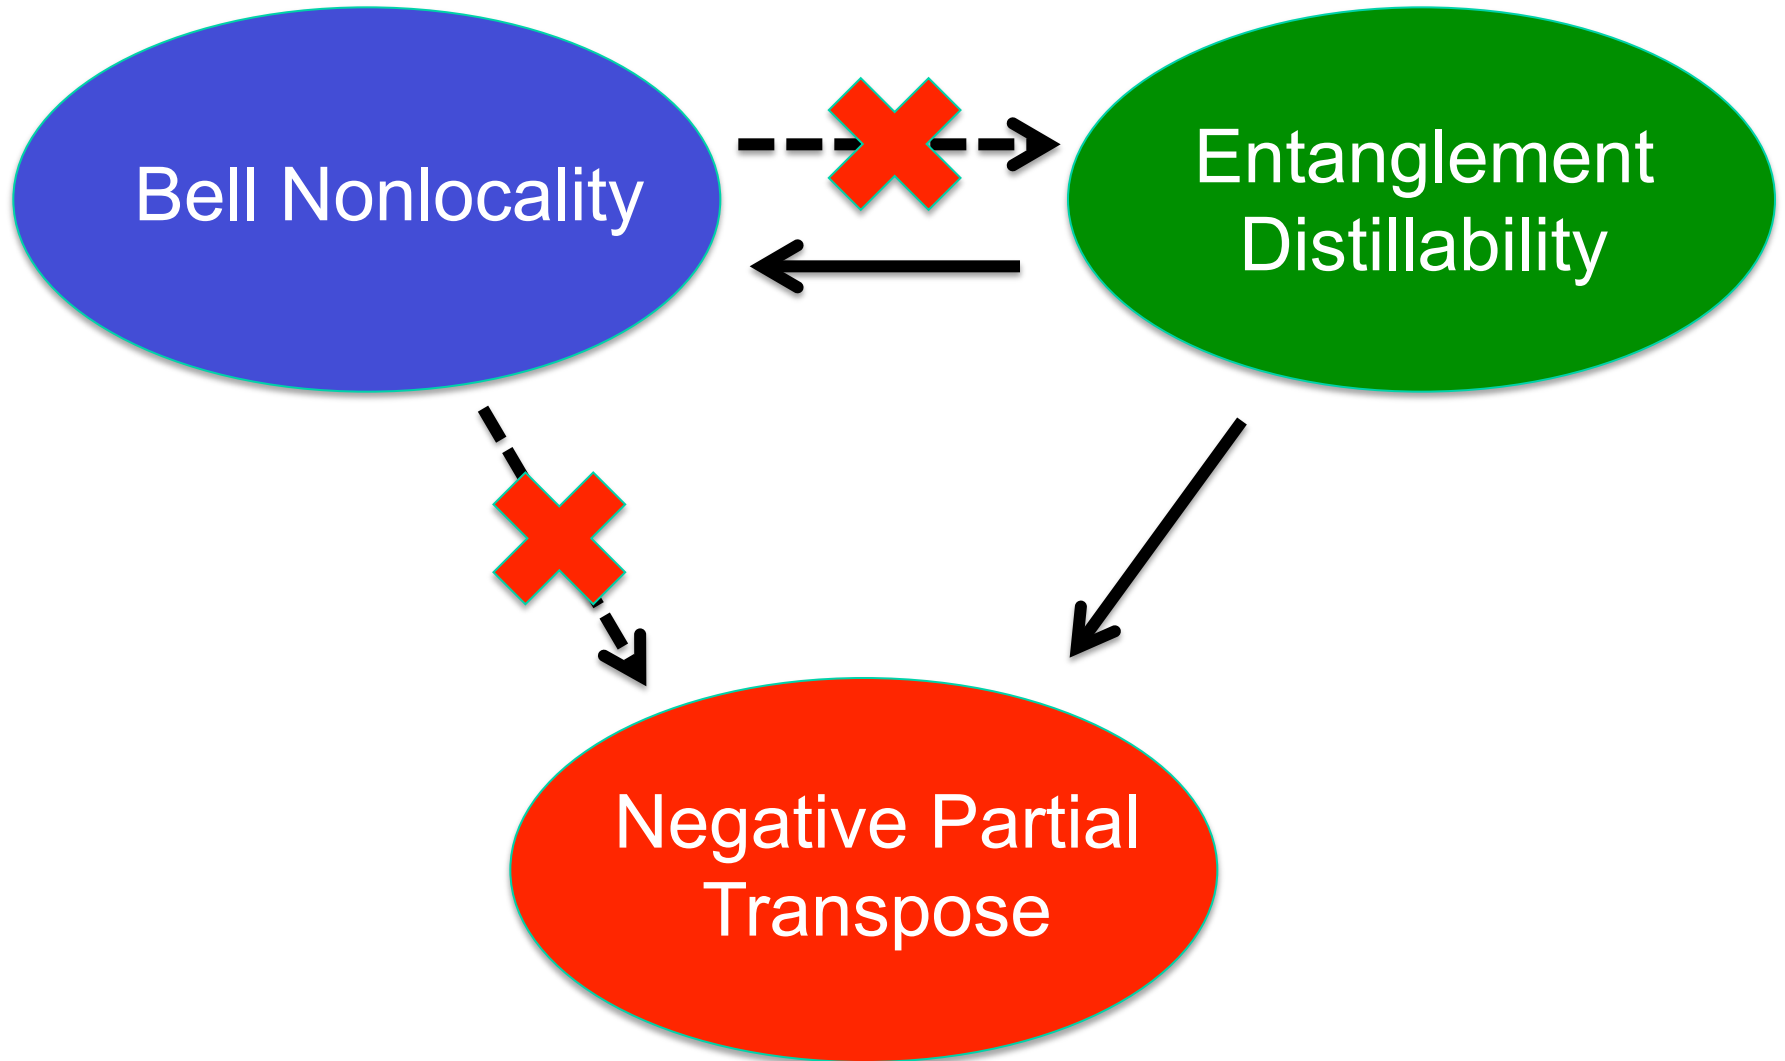 Bell Nonlocality
Entanglement
Distillability
Negative Partial
Transpose